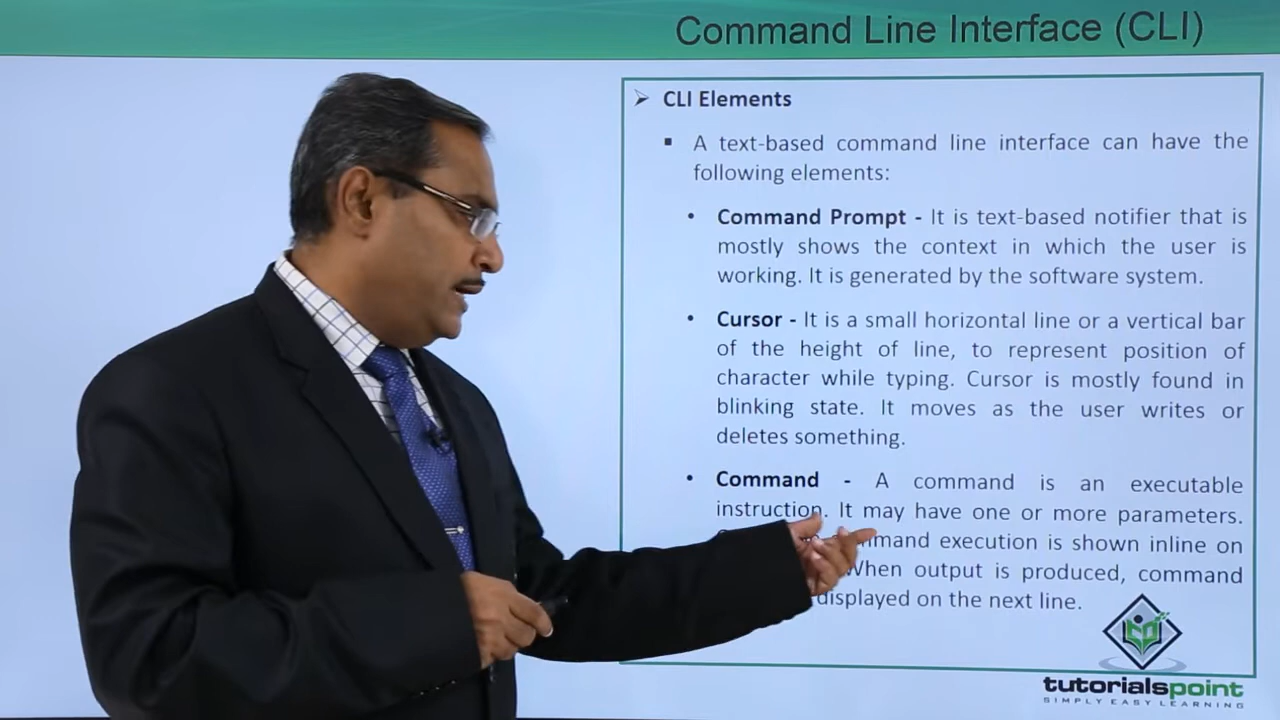 Command Line Interface (CLI)
CLI Elements
A text-based command line interface can have the
following elements:
Command Prompt - It is text-based notifier that is
mostly shows the context in which the user is
working. It is generated by the software system.
Cursor - It is a small horizontal line or a vertical bar
of the height of line, to represent position of
character while typing. Cursor is mostly found in
blinking state. It moves as the user writes or
deletes something.
Command - A command is an executable
instruction. It may have one or more parameters.
execution is shown inline on
When output is produced, command
displayed on the next line.
tutorialspoint
SIMPLY EASY LEARNING